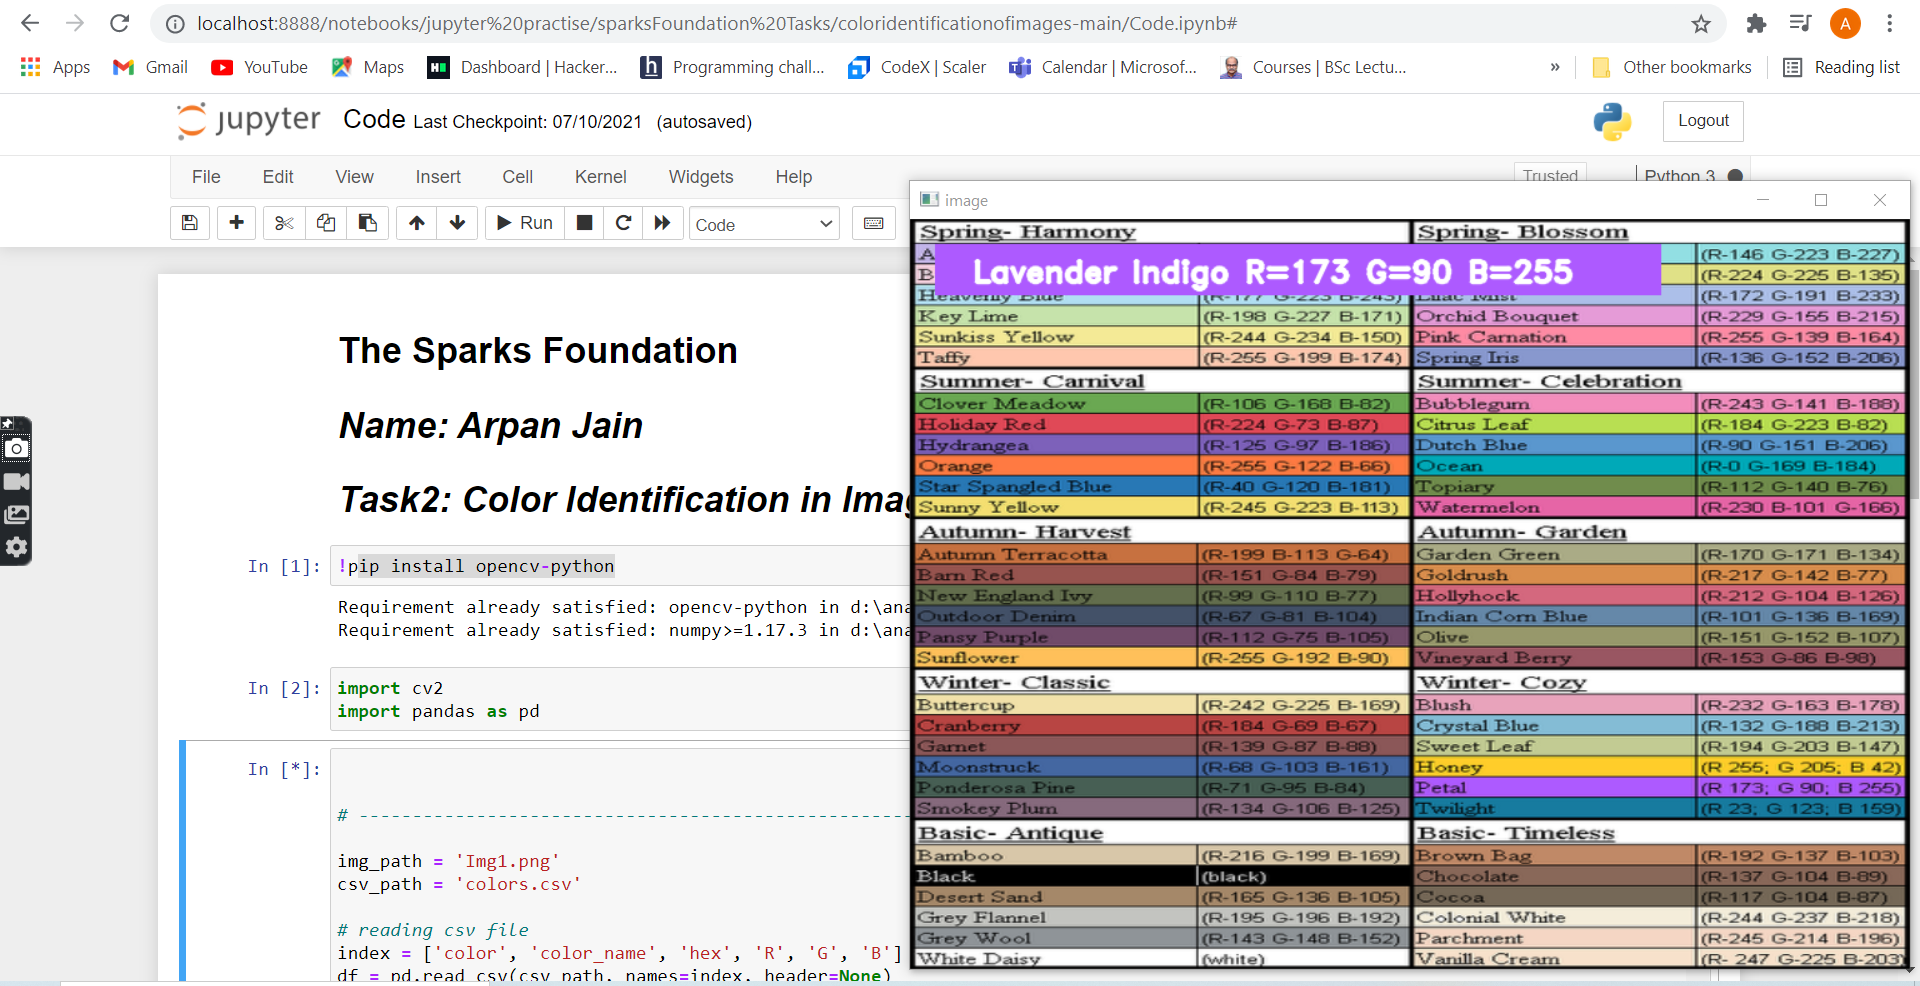 localhost:8888/notebooks/jupyter%20practise/sparksFoundation%20Tasks/coloridentificationofimages-main/Code.ipynb#
A
Apps Gmail YouTube Maps Dashboard | Hacker... Programming chall... CodeX | Scaler Calendar | Microsof... Courses | BSc Lectu... » Other bookmarks Reading list
jupyter Code Last Checkpoint: 07/10/2021 (autosaved) Logout
File Edit View Insert Cell Kernel Widgets Help Trusted Python 3
Run Code
The Sparks Foundation
Name: Arpan Jain
Task2: Color Identification in Imag
In [1]: !pip install opencv-python
Requirement already satisfied: opencv-python in d:\ana
Requirement already satisfied: numpy>=1.17.3 in d:\ana
In [2]: import cv2
import pandas as pd
In [*]:
# ------------------------------------------------------
img_path = 'Img1.png'
csv_path = 'colors.csv'
# reading csv file
index = ['color', 'color_name', 'hex', 'R', 'G', 'B']
df = pd.read_csv(csv_path, names=index, header=None)
image
Spring- Harmony Spring- Blossom
A (R-146 G-223 B-227)
Lavender Indigo R=173 G=90 B=255
B (R-224 G-225 B-135)
Heavenly Blue (R-177 G-223 B-243) Lilac Mist (R-172 G-191 B-233)
Key Lime (R-198 G-227 B-171) Orchid Bouquet (R-229 G-155 B-215)
Sunkiss Yellow (R-244 G-234 B-150) Pink Carnation (R-255 G-139 B-164)
Taffy (R-255 G-199 B-174) Spring Iris (R-136 G-152 B-206)
Summer- Carnival Summer- Celebration
Clover Meadow (R-106 G-168 B-82) Bubblegum (R-243 G-141 B-188)
Holiday Red (R-224 G-73 B-87) Citrus Leaf (R-184 G-223 B-82)
Hydrangea (R-125 G-97 B-186) Dutch Blue (R-90 G-151 B-206)
Orange (R-255 G-122 B-66) Ocean (R-0 G-169 B-184)
Star Spangled Blue (R-40 G-120 B-181) Topiary (R-112 G-140 B-76)
Sunny Yellow (R-245 G-223 B-113) Watermelon (R-230 B-101 G-166)
Autumn- Harvest Autumn- Garden
Autumn Terracotta (R-199 B-113 G-64) Garden Green (R-170 G-171 B-134)
Barn Red (R-151 G-84 B-79) Goldrush (R-217 G-142 B-77)
New England Ivy (R-99 G-110 B-77) Hollyhock (R-212 G-104 B-126)
Outdoor Denim (R-67 G-81 B-104) Indian Corn Blue (R-101 G-136 B-169)
Pansy Purple (R-112 G-75 B-105) Olive (R-151 G-152 B-107)
Sunflower (R-255 G-192 B-90) Vineyard Berry (R-153 G-86 B-98)
Winter- Classic Winter- Cozy
Buttercup (R-242 G-225 B-169) Blush (R-232 G-163 B-178)
Cranberry (R-184 G-69 B-67) Crystal Blue (R-132 G-188 B-213)
Garnet (R-139 G-87 B-88) Sweet Leaf (R-194 G-203 B-147)
Moonstruck (R-68 G-103 B-161) Honey (R 255; G 205; B 42)
Ponderosa Pine (R-71 G-95 B-84) Petal (R 173; G 90; B 255)
Smokey Plum (R-134 G-106 B-125) Twilight (R 23; G 123; B 159)
Basic- Antique Basic- Timeless
Bamboo (R-216 G-199 B-169) Brown Bag (R-192 G-137 B-103)
Black (black) Chocolate (R-137 G-104 B-89)
Desert Sand (R-165 G-136 B-105) Cocoa (R-117 G-104 B-87)
Grey Flannel (R-195 G-196 B-192) Colonial White (R-244 G-237 B-218)
Grey Wool (R-143 G-148 B-152) Parchment (R-245 G-214 B-196)
White Daisy (white) Vanilla Cream (R- 247 G-225 B-203)